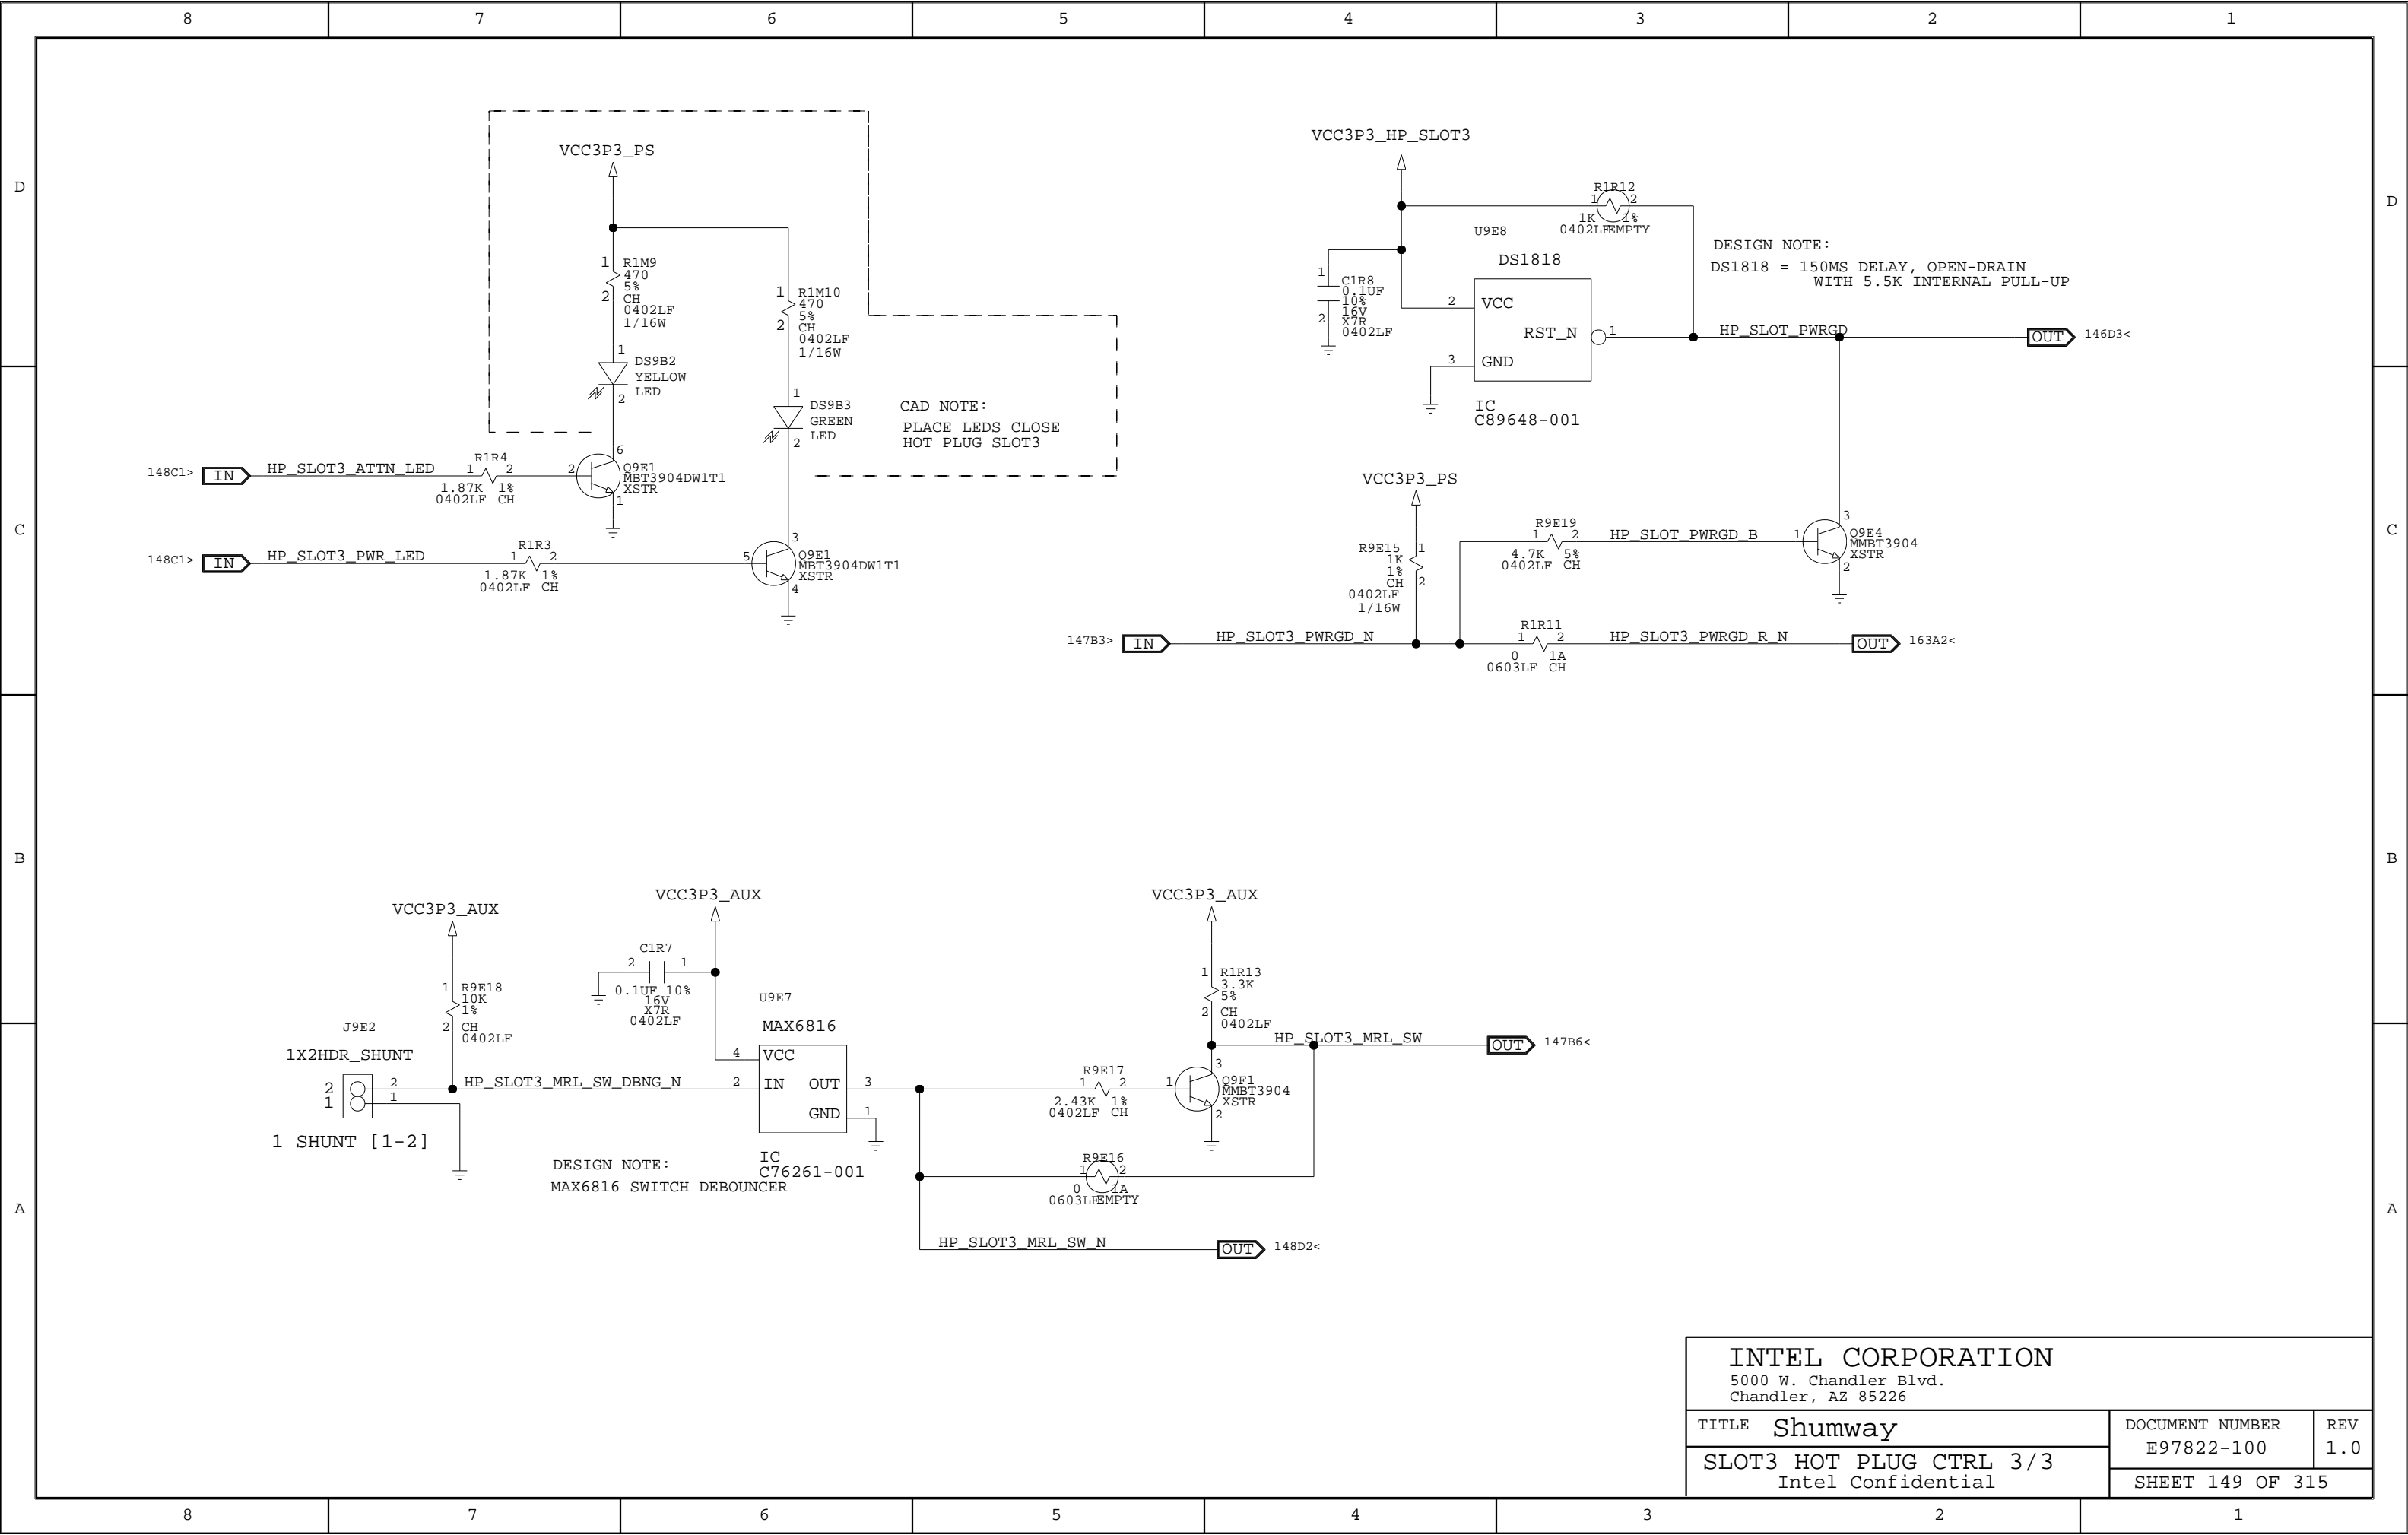 8 7 6 5 4 3 2 1
D
D
C
C
B
B
A
A
VCC3P3_PS
1
R1M9
470
5%
2
CH
0402LF
1/16W
1
R1M10
470
5%
2
CH
0402LF
1/16W
1
DS9B2
YELLOW
LED
2
1
DS9B3
GREEN
LED
2
CAD NOTE:
PLACE LEDS CLOSE
HOT PLUG SLOT3
148C1> IN HP_SLOT3_ATTN_LED
R1R4
1 2
1.87K 1%
0402LF CH
2
6
Q9E1
MBT3904DW1T1
XSTR
1
148C1> IN HP_SLOT3_PWR_LED
R1R3
1 2
1.87K 1%
0402LF CH
5
3
Q9E1
MBT3904DW1T1
XSTR
4
VCC3P3_HP_SLOT3
R1R12
1 2
1K 1%
0402LF EMPTY
U9E8
DS1818
1
C1R8
0.1UF
10%
16V
2
X7R
0402LF
2 VCC
RST_N 1
3 GND
IC
C89648-001
DESIGN NOTE:
DS1818 = 150MS DELAY, OPEN-DRAIN
WITH 5.5K INTERNAL PULL-UP
HP_SLOT_PWRGD
OUT 146D3<
VCC3P3_PS
R9E15
1
1K
1%
CH
2
0402LF
1/16W
R9E19
1 2
4.7K 5%
0402LF CH
HP_SLOT_PWRGD_B
1
3
Q9E4
MMBT3904
XSTR
2
147B3> IN HP_SLOT3_PWRGD_N
R1R11
1 2
0 1A
0603LF CH
HP_SLOT3_PWRGD_R_N
OUT 163A2<
VCC3P3_AUX
1
R9E18
10K
1%
2
CH
0402LF
J9E2
1X2HDR_SHUNT
2 2
1 1
1 SHUNT [1-2]
HP_SLOT3_MRL_SW_DBNG_N
VCC3P3_AUX
C1R7
2 1
0.1UF 10%
16V
X7R
0402LF
U9E7
MAX6816
4 VCC
2 IN OUT 3
GND 1
IC
C76261-001
DESIGN NOTE:
MAX6816 SWITCH DEBOUNCER
VCC3P3_AUX
1
R1R13
3.3K
5%
2
CH
0402LF
R9E17
1 2
2.43K 1%
0402LF CH
1
3
Q9F1
MMBT3904
XSTR
2
HP_SLOT3_MRL_SW
OUT 147B6<
R9E16
1 2
0 1A
0603LF EMPTY
HP_SLOT3_MRL_SW_N
OUT 148D2<
INTEL CORPORATION
5000 W. Chandler Blvd.
Chandler, AZ 85226
TITLE Shumway
SLOT3 HOT PLUG CTRL 3/3
Intel Confidential
DOCUMENT NUMBER
E97822-100
REV
1.0
SHEET 149 OF 315
8 7 6 5 4 3 2 1